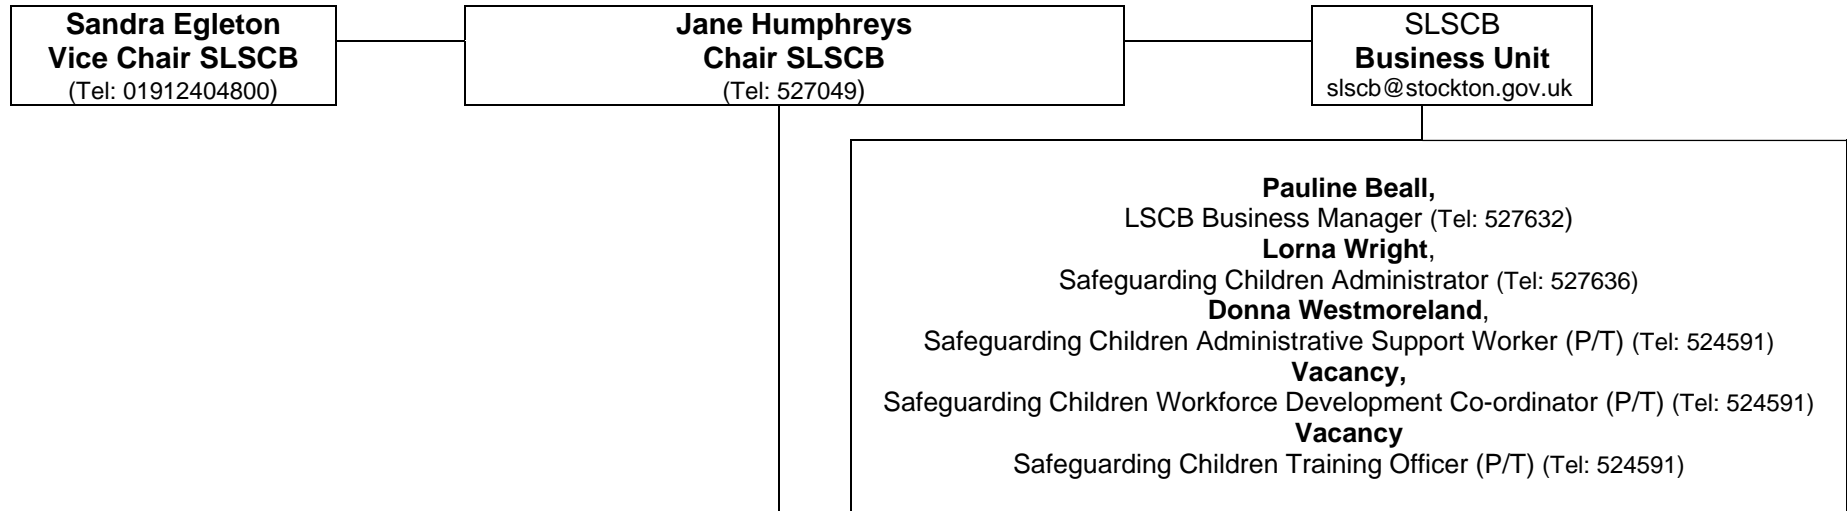 Sandra Egleton
Vice Chair SLSCB
(Tel: 01912404800)
Jane Humphreys
Chair SLSCB
(Tel: 527049)
SLSCB
Business Unit
slscb@stockton.gov.uk
Pauline Beall,
LSCB Business Manager (Tel: 527632)
Lorna Wright,
Safeguarding Children Administrator (Tel: 527636)
Donna Westmoreland,
Safeguarding Children Administrative Support Worker (P/T) (Tel: 524591)
Vacancy,
Safeguarding Children Workforce Development Co-ordinator (P/T) (Tel: 524591)
Vacancy
Safeguarding Children Training Officer (P/T) (Tel: 524591)